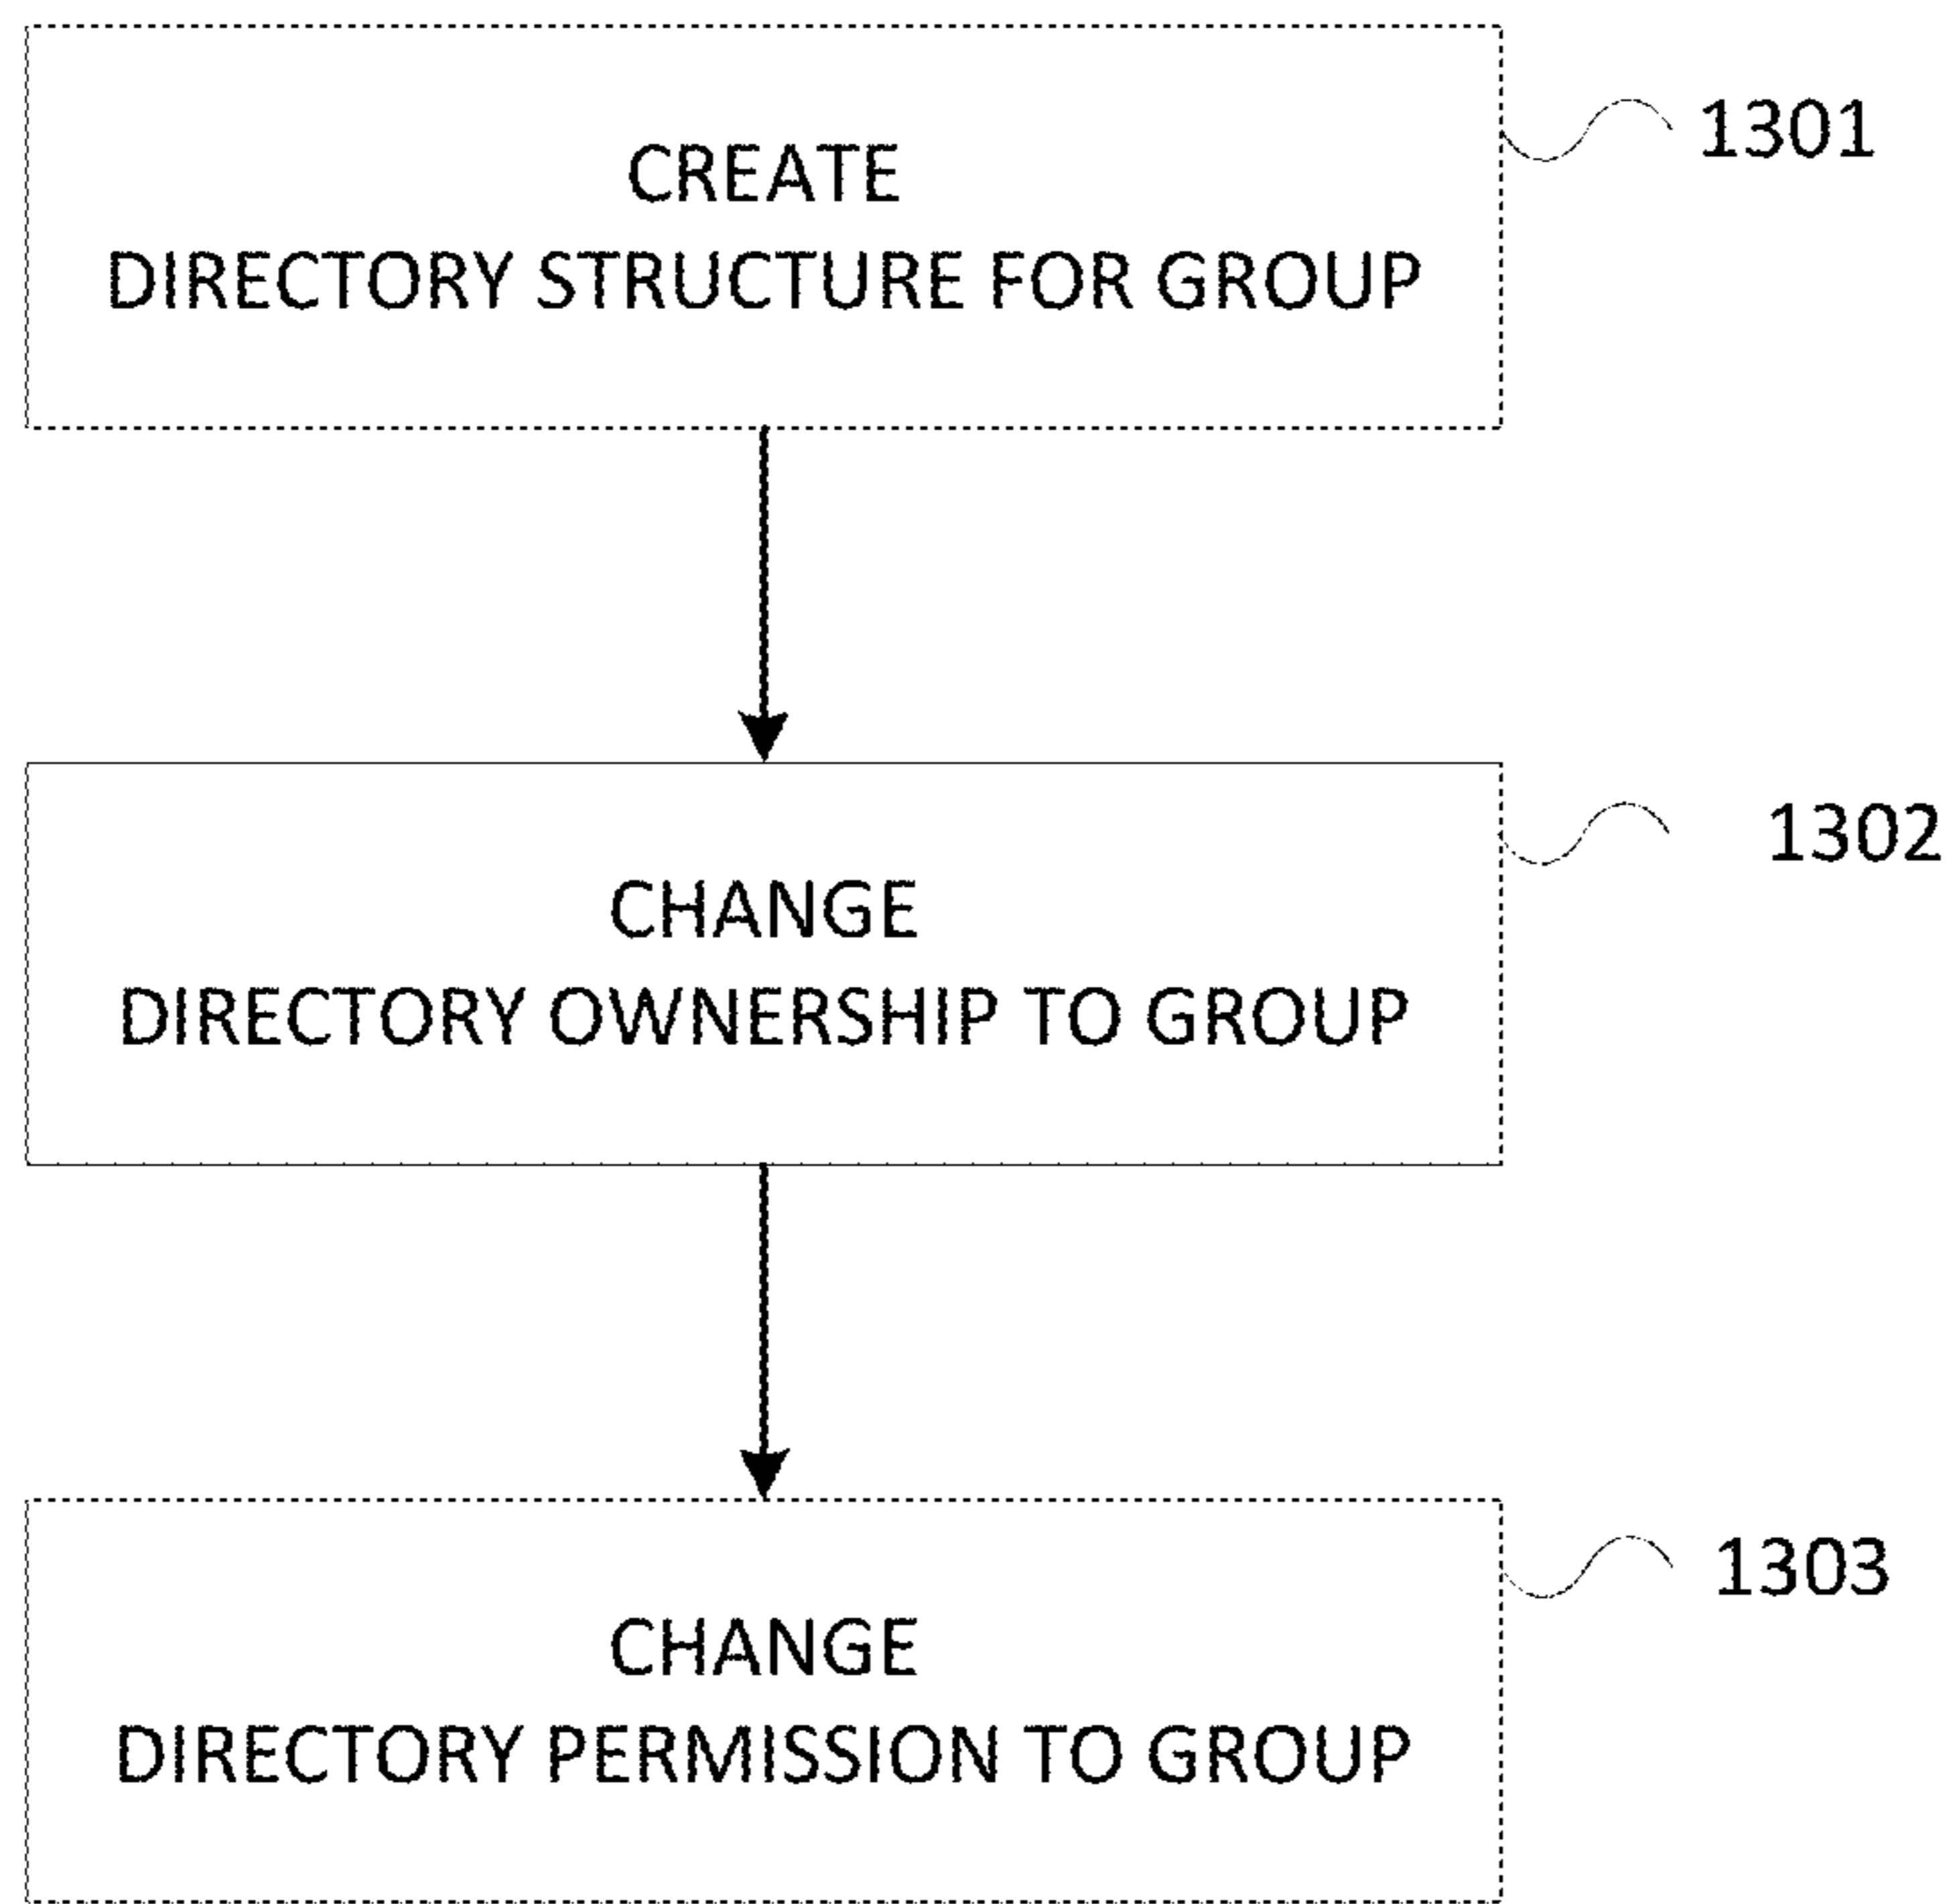 CREATE
DIRECTORY STRUCTURE FOR GROUP
1301
CHANGE
DIRECTORY OWNERSHIP TO GROUP
1302
CHANGE
DIRECTORY PERMISSION TO GROUP
1303